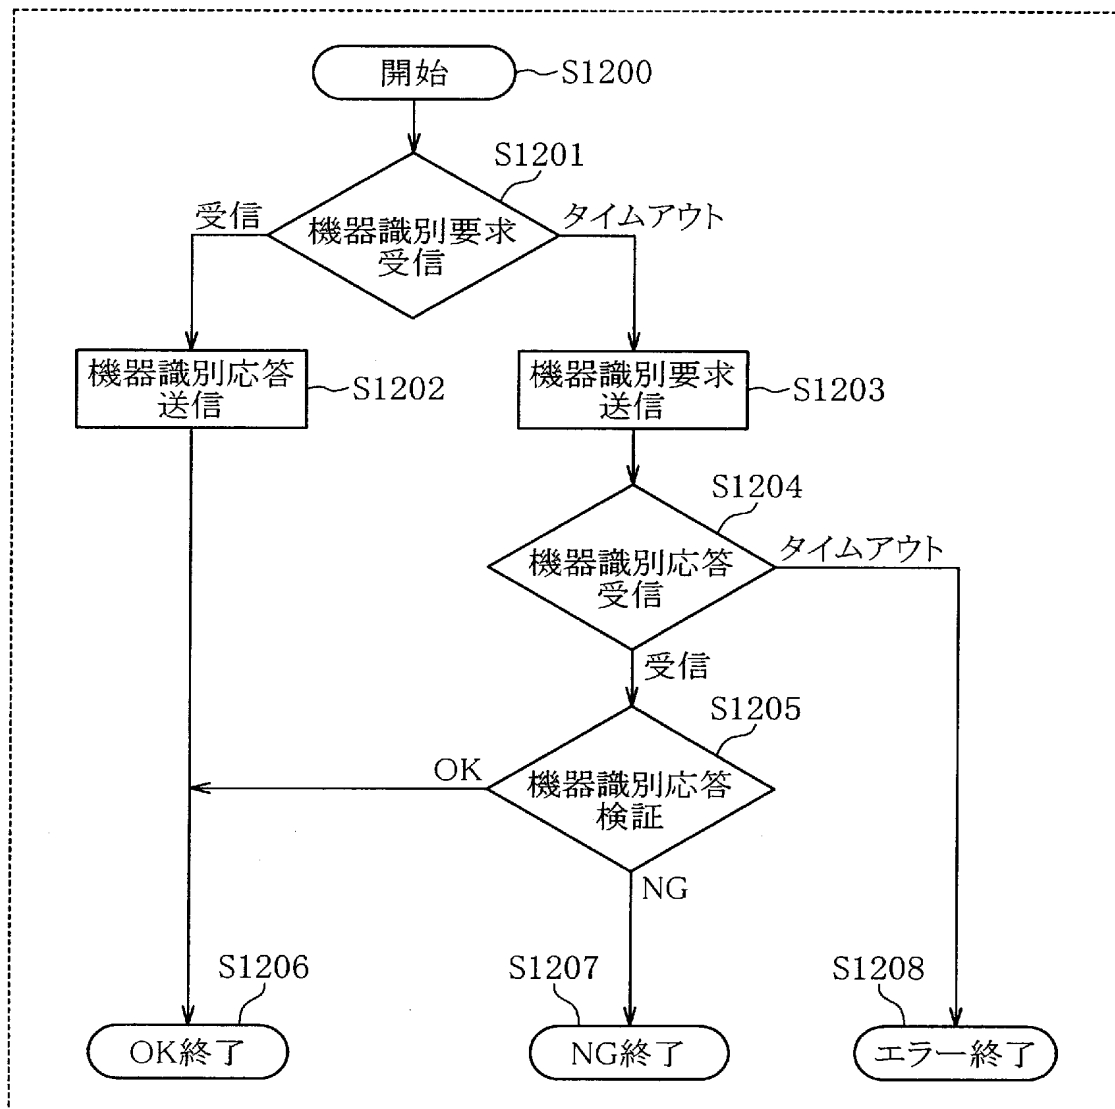 開始
S1200
S1201
受信
機器識別要求
受信
タイムアウト
機器識別応答
送信
S1202
機器識別要求
送信
S1203
S1204
機器識別応答
受信
タイムアウト
受信
S1205
OK
機器識別応答
検証
NG
S1206
OK終了
S1207
NG終了
S1208
エラー終了